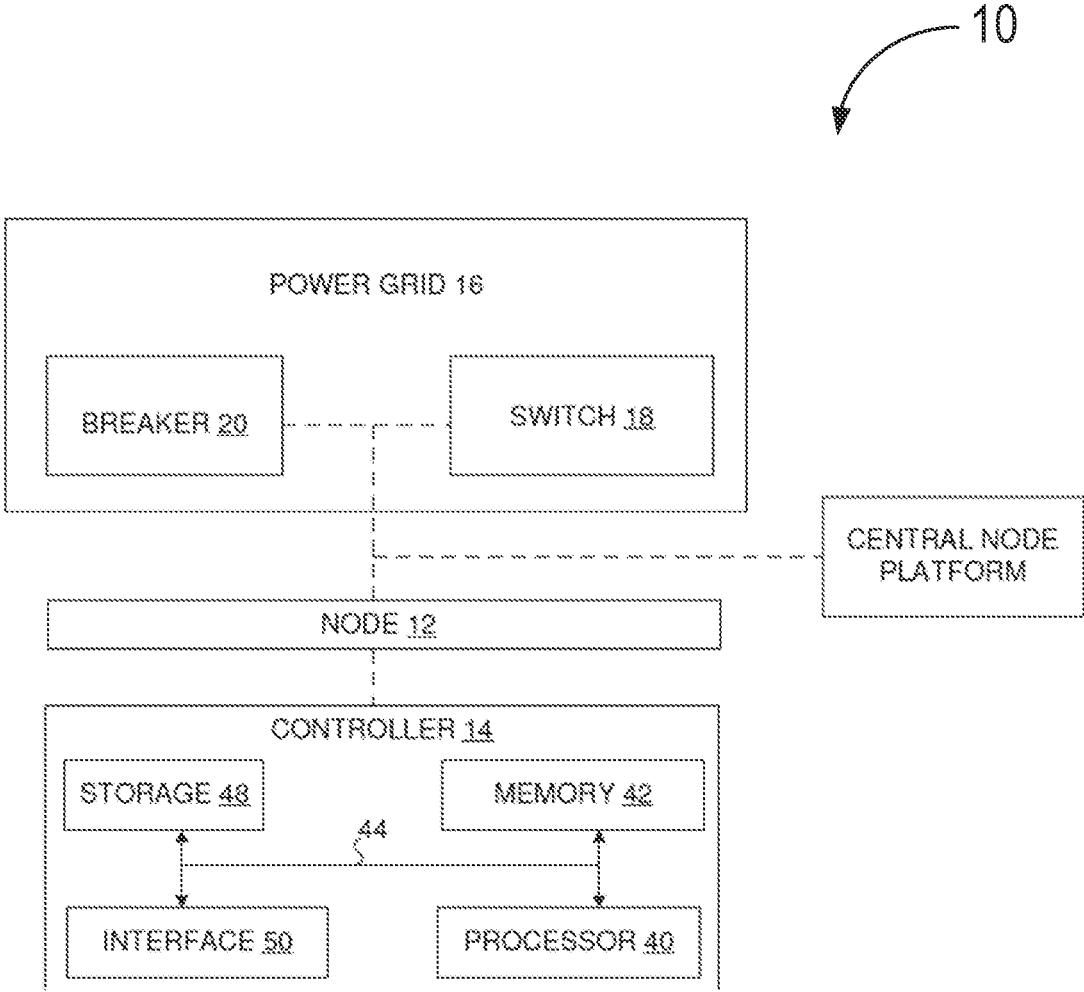 10
POWER GRID 16
BREAKER 20
SWITCH 18
CENTRAL NODE
PLATFORM
NODE 12
CONTROLLER 14
STORAGE 48
MEMORY 42
44
INTERFACE 50
PROCESSOR 40